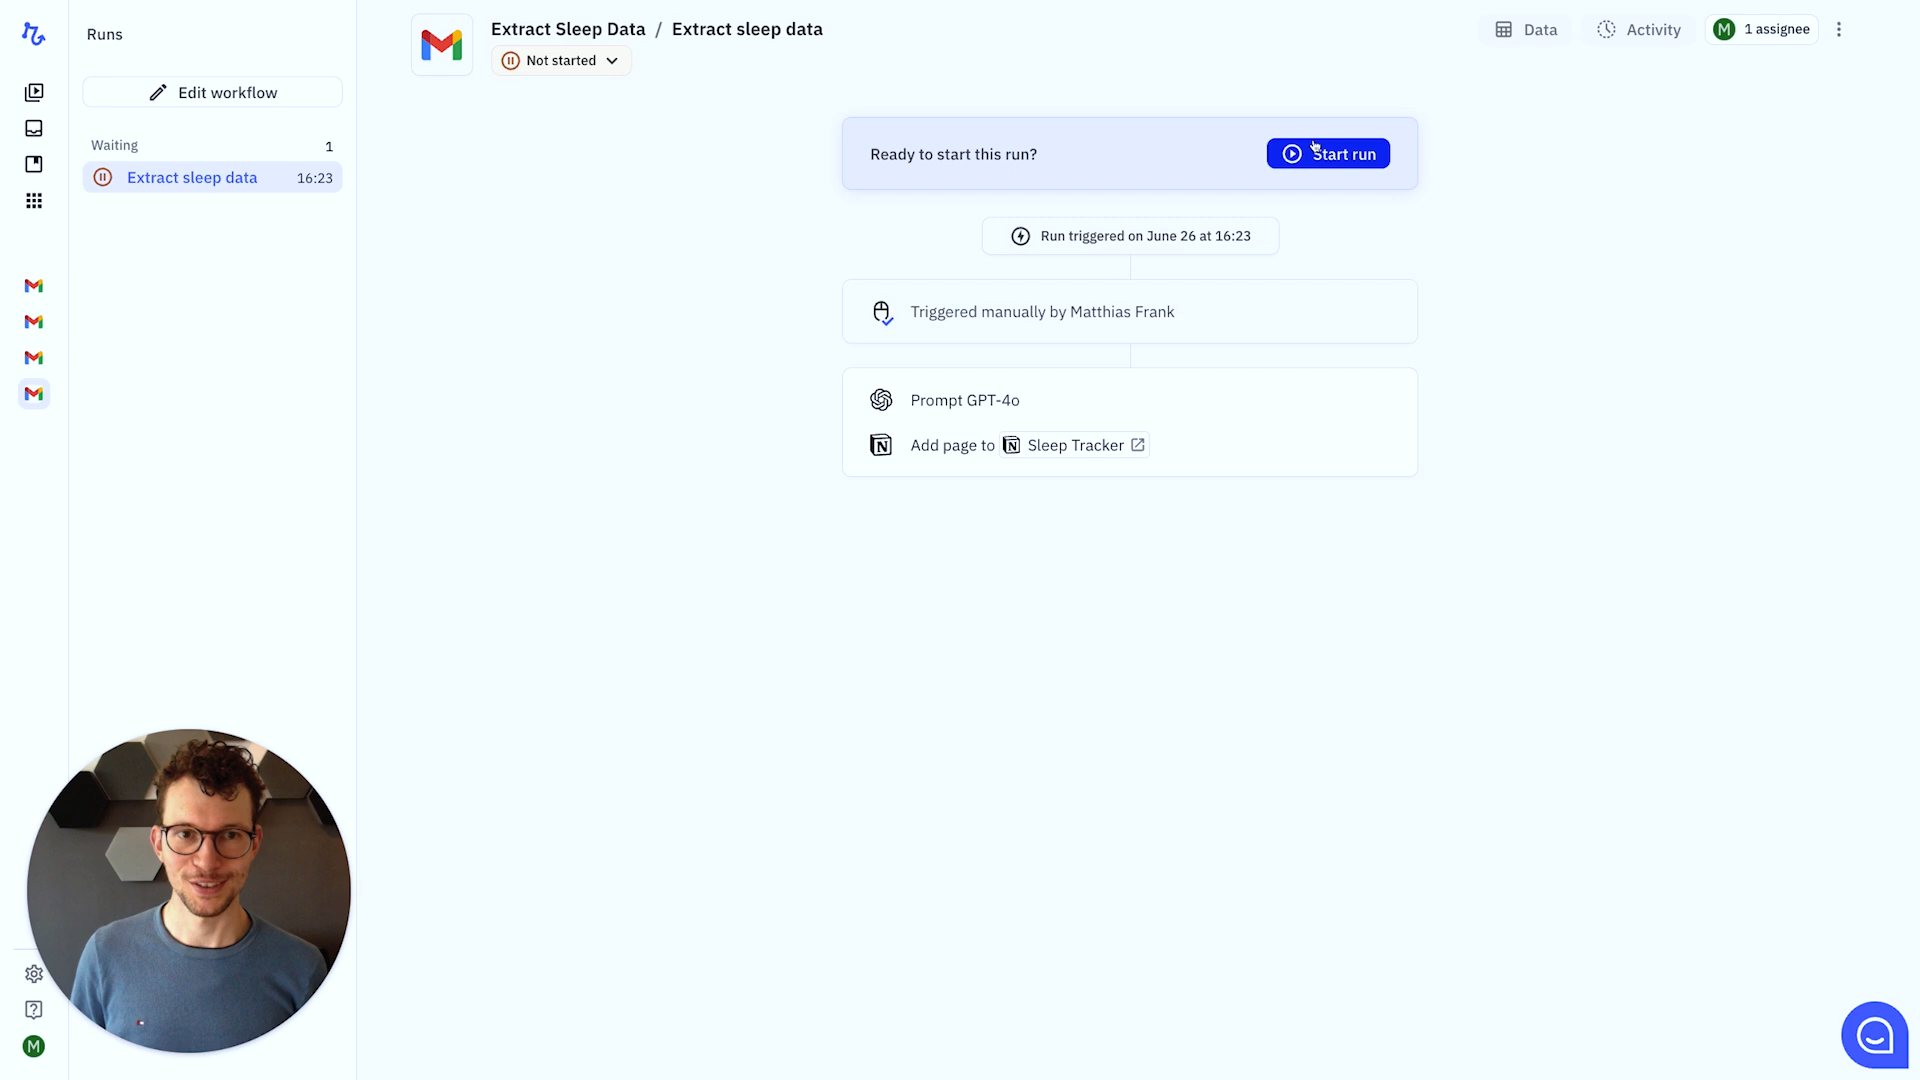 Runs
Edit workflow
Waiting 1
Extract sleep data 16:23
Extract Sleep Data / Extract sleep data
Not started
Data
Activity
M 1 assignee
Ready to start this run?
Start run
Run triggered on June 26 at 16:23
Triggered manually by Matthias Frank
Prompt GPT-4o
Add page to Sleep Tracker
M